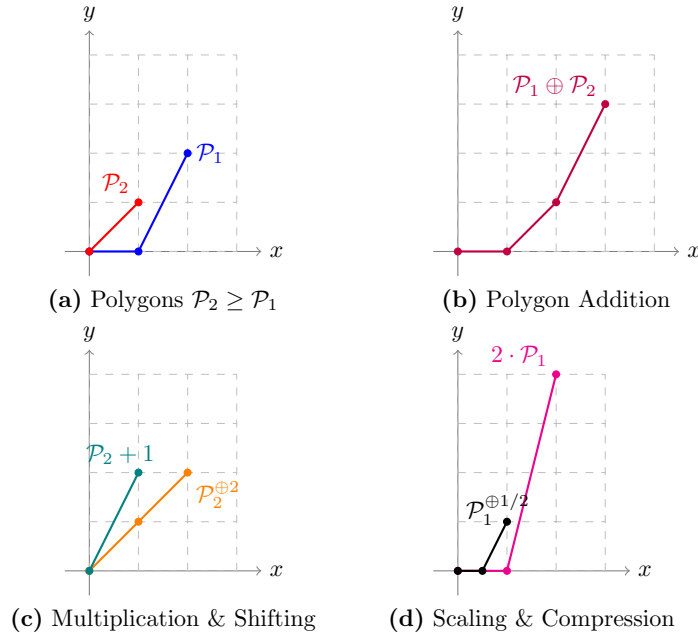 y
P₂
P₁
x
(a) Polygons P₂ ≥ P₁
y
P₁ ⊕ P₂
x
(b) Polygon Addition
y
P₂ + 1
P₂^{⊕2}
x
(c) Multiplication & Shifting
y
2 · P₁
P₁^{⊕1/2}
x
(d) Scaling & Compression